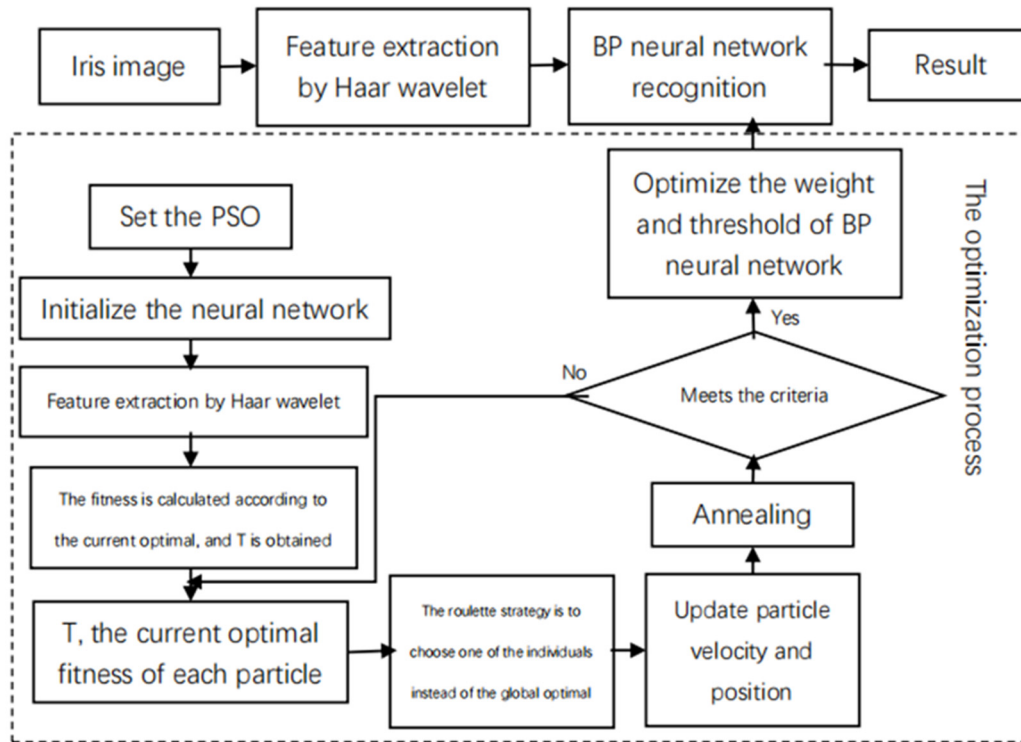 Iris image
Feature extraction
by Haar wavelet
BP neural network
recognition
Result
Set the PSO
Initialize the neural network
Feature extraction by Haar wavelet
The fitness is calculated according to
the current optimal, and T is obtained
T, the current optimal
fitness of each particle
The roulette strategy is to
choose one of the individuals
instead of the global optimal
Update particle
velocity and
position
Annealing
Meets the criteria
No
Yes
Optimize the weight
and threshold of BP
neural network
The optimization process